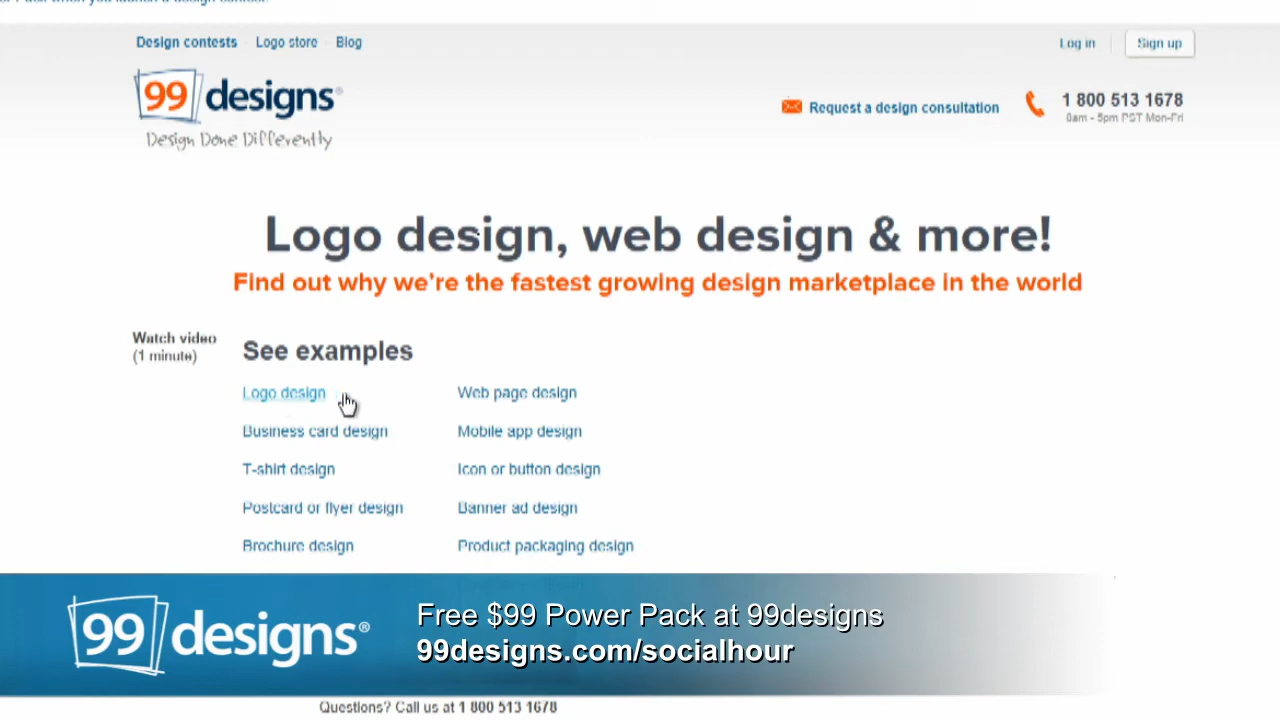 Design contests Logo store Blog
Log in Sign up
99designs®
Design Done Differently
Request a design consultation
1 800 513 1678
8am - 5pm PST Mon-Fri
Logo design, web design & more!
Find out why we're the fastest growing design marketplace in the world
Watch video
(1 minute)
See examples
Logo design
Web page design
Business card design
Mobile app design
T-shirt design
Icon or button design
Postcard or flyer design
Banner ad design
Brochure design
Product packaging design
99designs®
Free $99 Power Pack at 99designs
99designs.com/socialhour
Questions? Call us at 1 800 513 1678